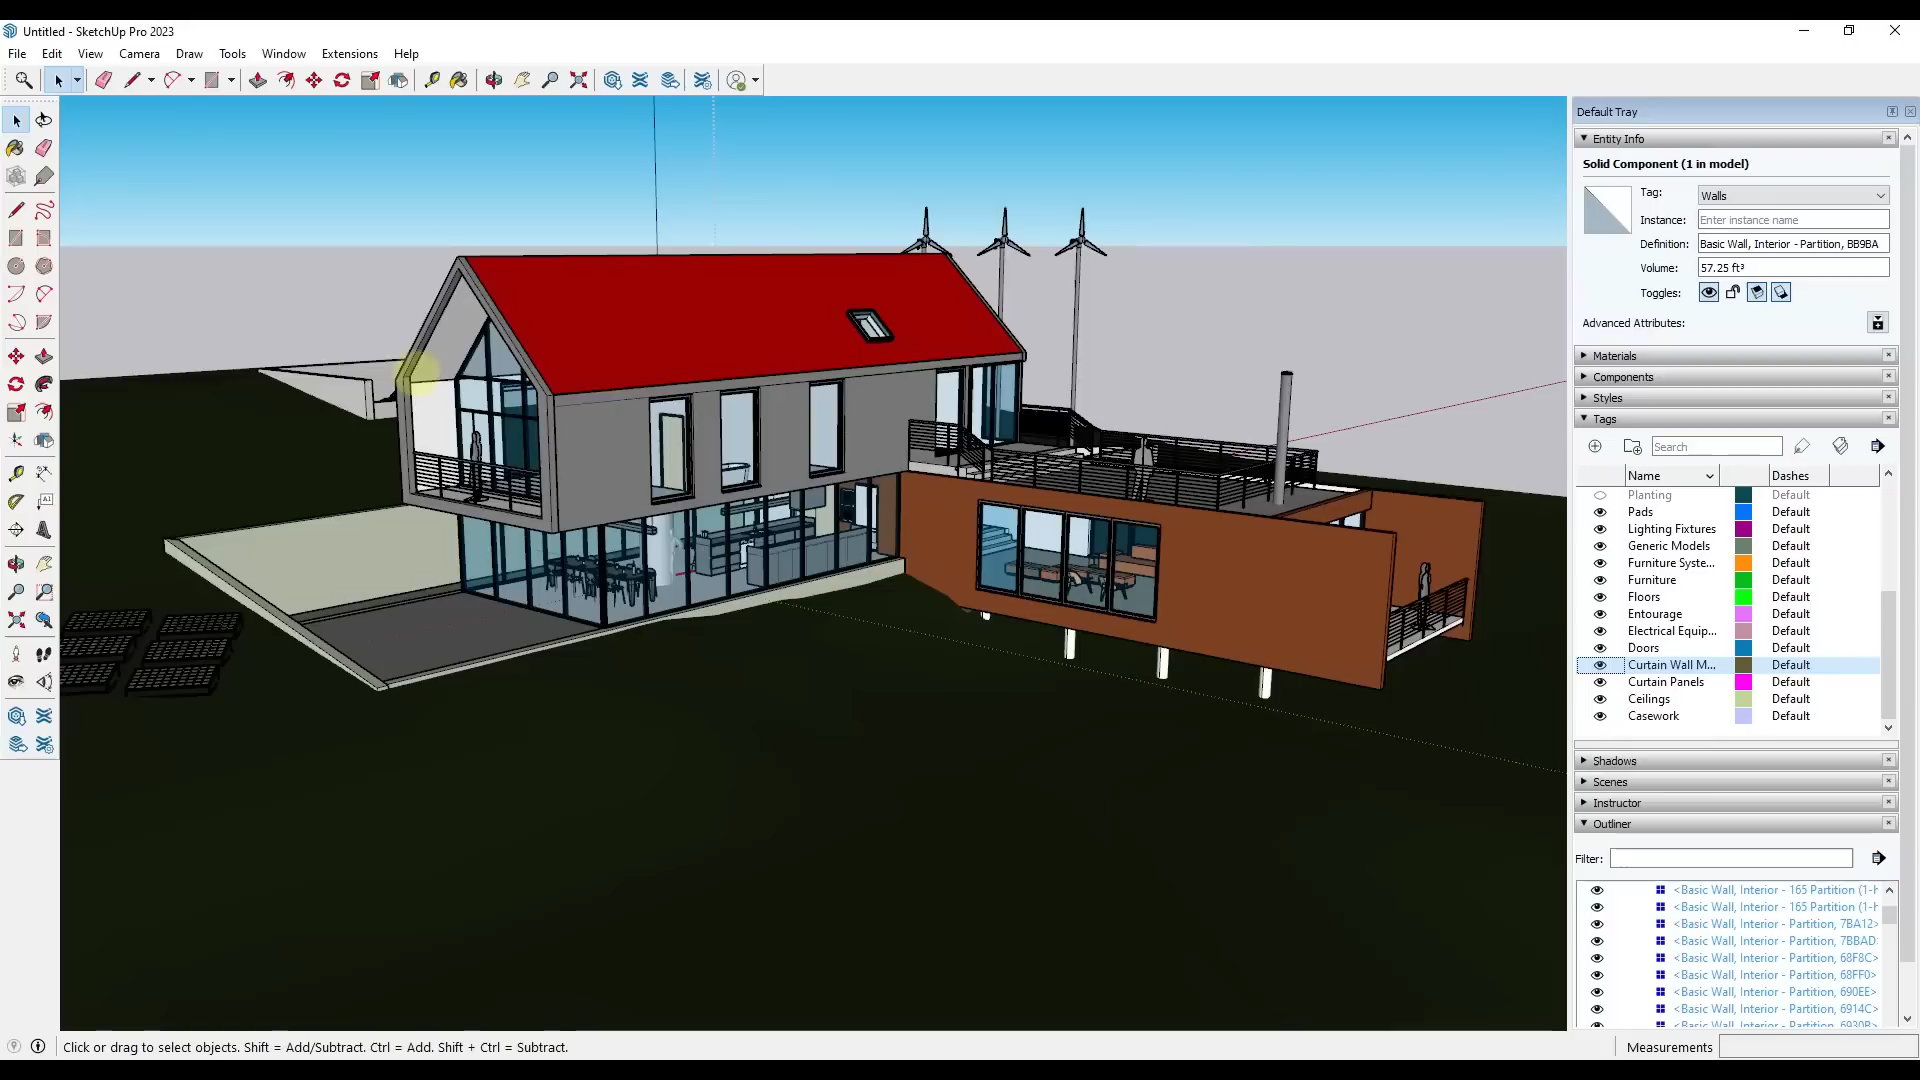 Untitled - SketchUp Pro 2023
File Edit View Camera Draw Tools Window Extensions Help
Default Tray
Entity Info
Solid Component (1 in model)
Tag: Walls
Instance: Enter instance name
Definition: Basic Wall, Interior - Partition, BB9BA
Volume: 57.25 ft³
Toggles:
Advanced Attributes:
Materials
Components
Styles
Tags
Search
Name Dashes
Planting Default
Pads Default
Lighting Fixtures Default
Generic Models Default
Furniture Syste... Default
Furniture Default
Floors Default
Entourage Default
Electrical Equip... Default
Doors Default
Curtain Wall M... Default
Curtain Panels Default
Ceilings Default
Casework Default
Shadows
Scenes
Instructor
Outliner
Filter:
<Basic Wall, Interior - 165 Partition (1-h
<Basic Wall, Interior - 165 Partition (1-h
<Basic Wall, Interior - Partition, 7BA12>
<Basic Wall, Interior - Partition, 7BBAD>
<Basic Wall, Interior - Partition, 68F8C>
<Basic Wall, Interior - Partition, 68FF0>
<Basic Wall, Interior - Partition, 690EE>
<Basic Wall, Interior - Partition, 6914C>
<Basic Wall, Interior - Partition, 6930B>
Click or drag to select objects. Shift = Add/Subtract. Ctrl = Add. Shift + Ctrl = Subtract.
Measurements